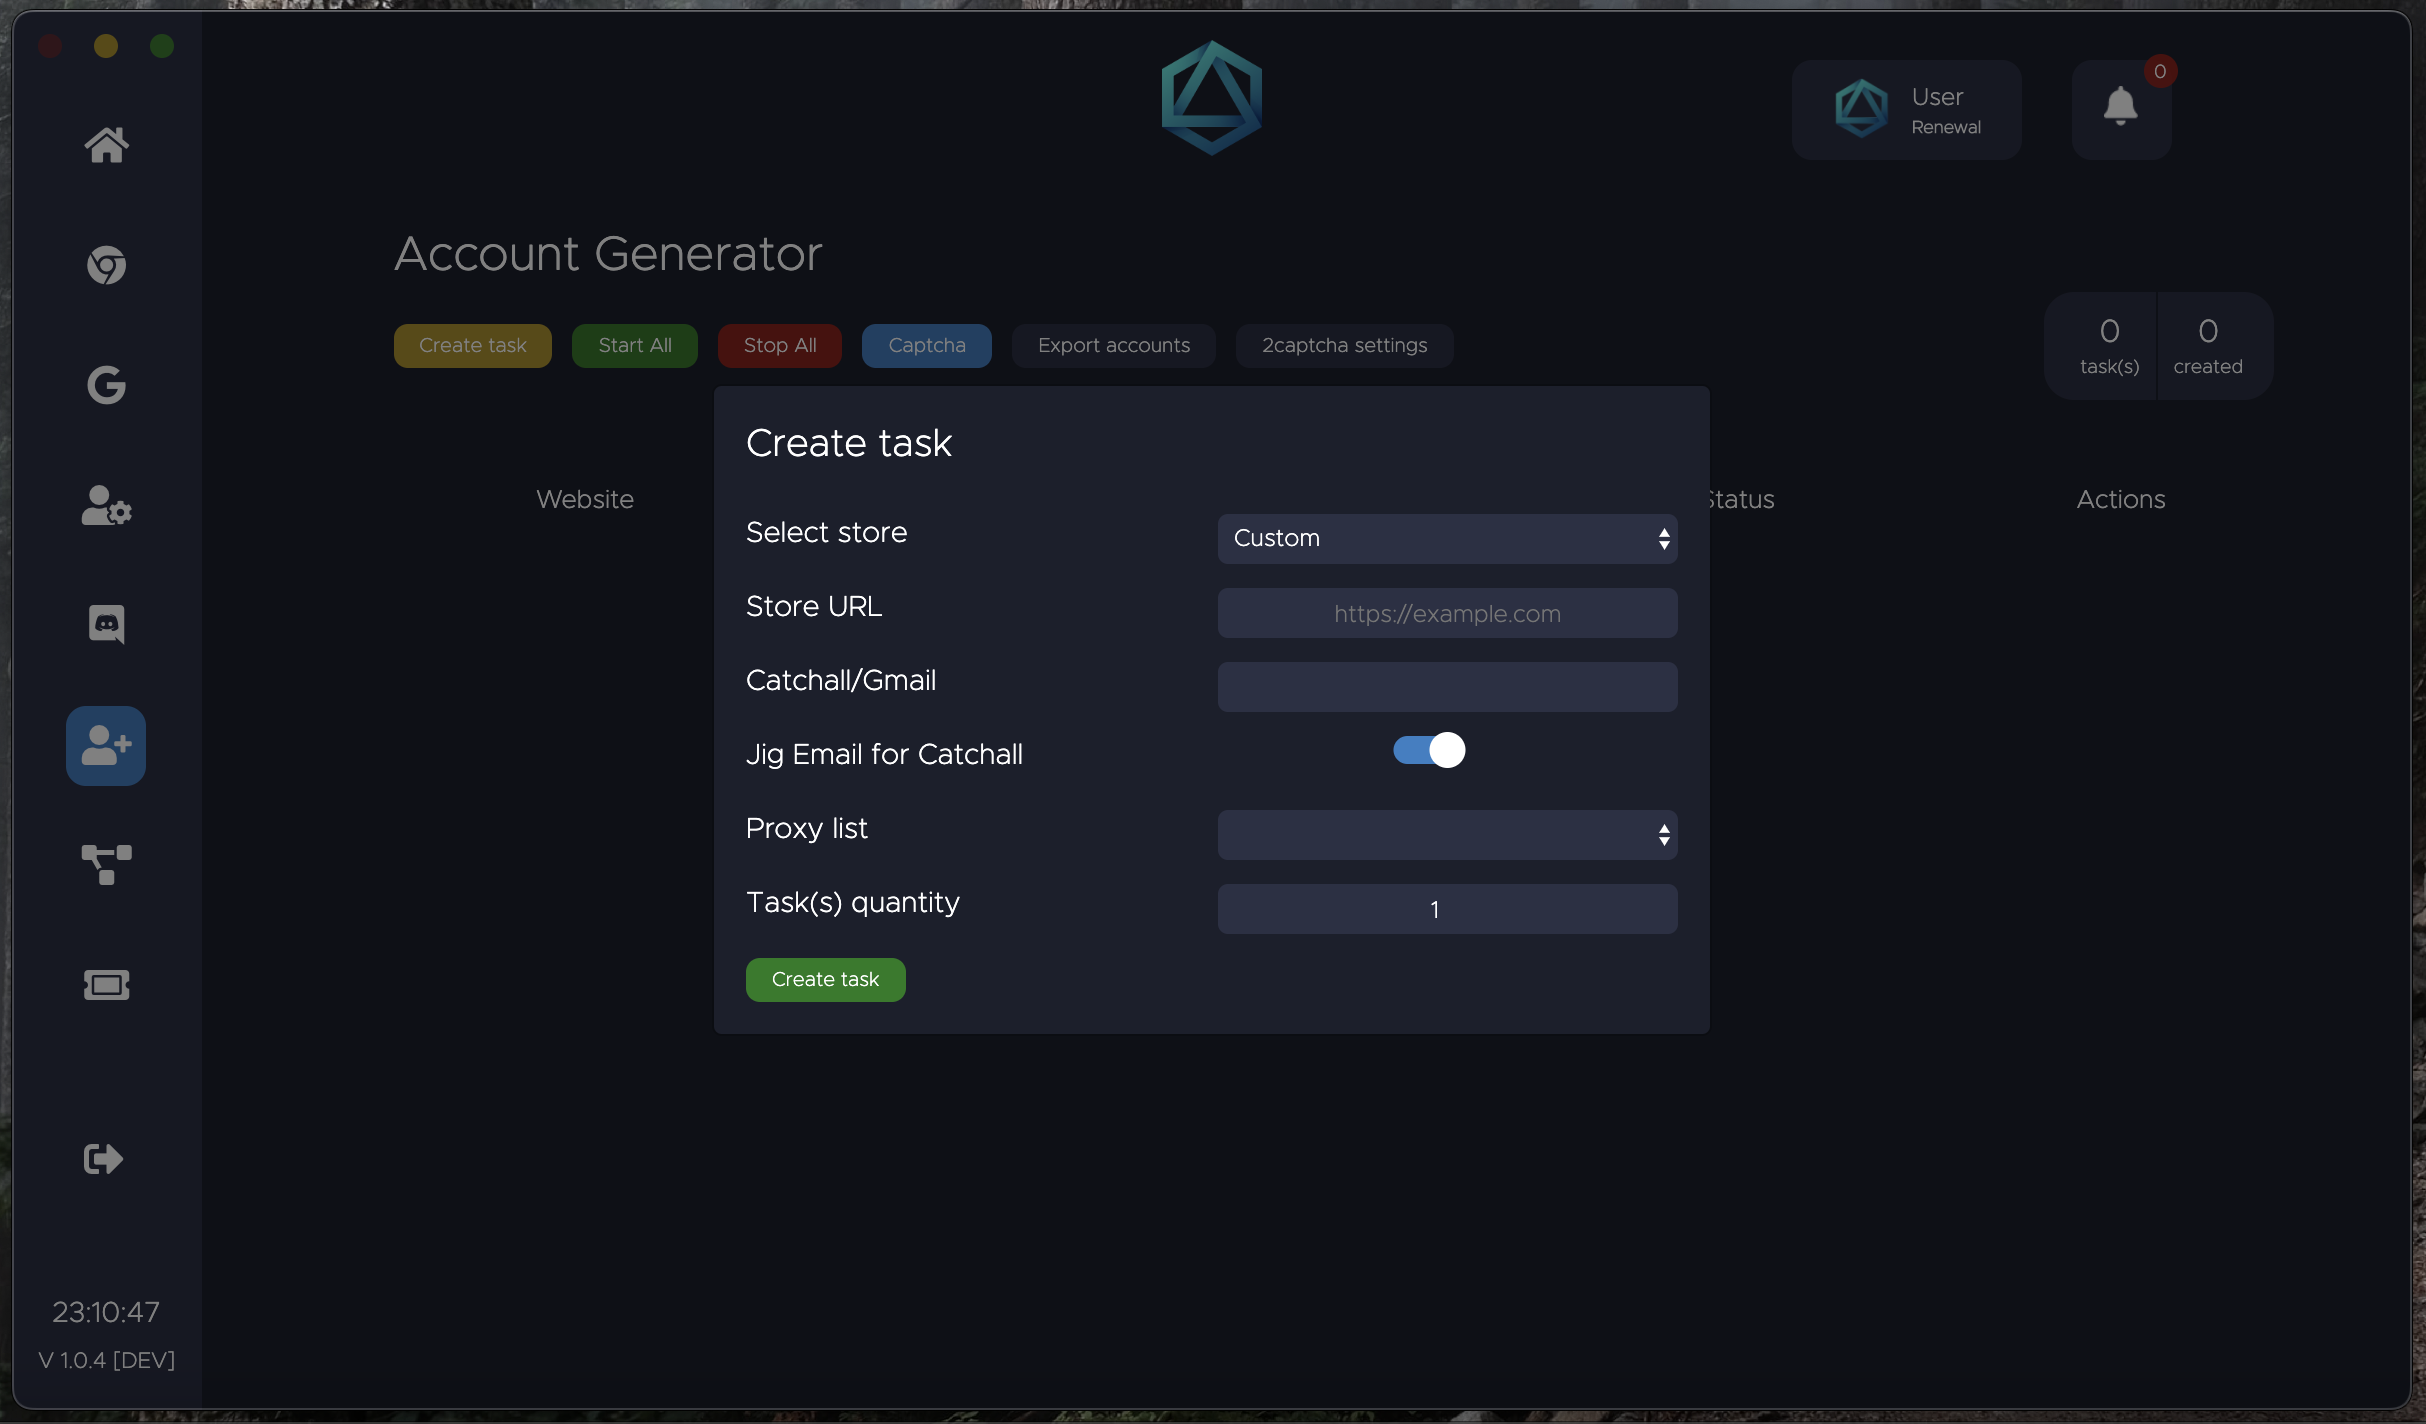 User
Renewal
0
Account Generator
Create task
Start All
Stop All
Captcha
Export accounts
2captcha settings
0
task(s)
0
created
Website
Status
Actions
Create task
Select store
Custom
Store URL
https://example.com
Catchall/Gmail
Jig Email for Catchall
Proxy list
Task(s) quantity
1
Create task
23:10:47
V 1.0.4 [DEV]